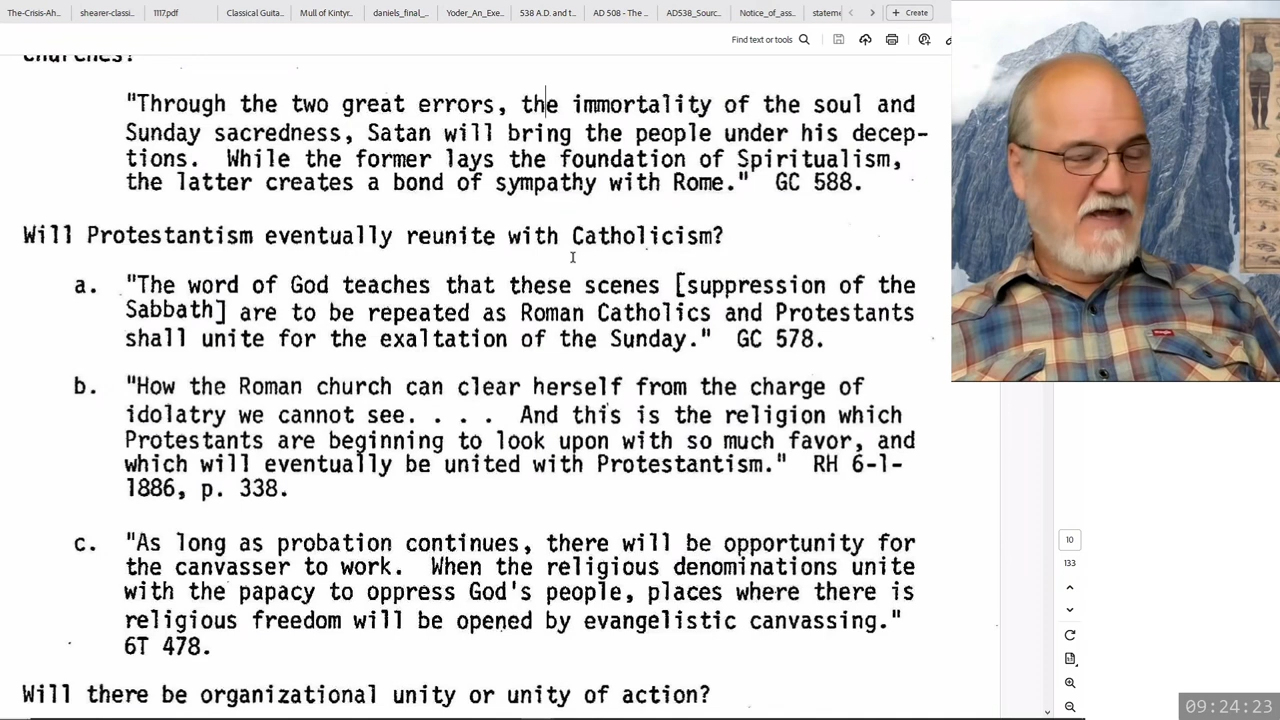 The-Crisis-Ah...
shearer-classi...
1117.pdf
Classical Guita...
Mull of Kintyr...
daniels_final_...
Yoder_An_Exe...
538 A.D. and t...
AD 508 - The ...
AD538_Sourc...
Notice_of_ass...
stateme
+ Create
Find text or tools
churches?
"Through the two great errors, the immortality of the soul and
Sunday sacredness, Satan will bring the people under his decep-
tions. While the former lays the foundation of Spiritualism,
the latter creates a bond of sympathy with Rome." GC 588.
Will Protestantism eventually reunite with Catholicism?
a. "The word of God teaches that these scenes [suppression of the
Sabbath] are to be repeated as Roman Catholics and Protestants
shall unite for the exaltation of the Sunday." GC 578.
b. "How the Roman church can clear herself from the charge of
idolatry we cannot see. . . . And this is the religion which
Protestants are beginning to look upon with so much favor, and
which will eventually be united with Protestantism." RH 6-1-
1886, p. 338.
c. "As long as probation continues, there will be opportunity for
the canvasser to work. When the religious denominations unite
with the papacy to oppress God's people, places where there is
religious freedom will be opened by evangelistic canvassing."
6T 478.
Will there be organizational unity or unity of action?
10
133
09:24:23